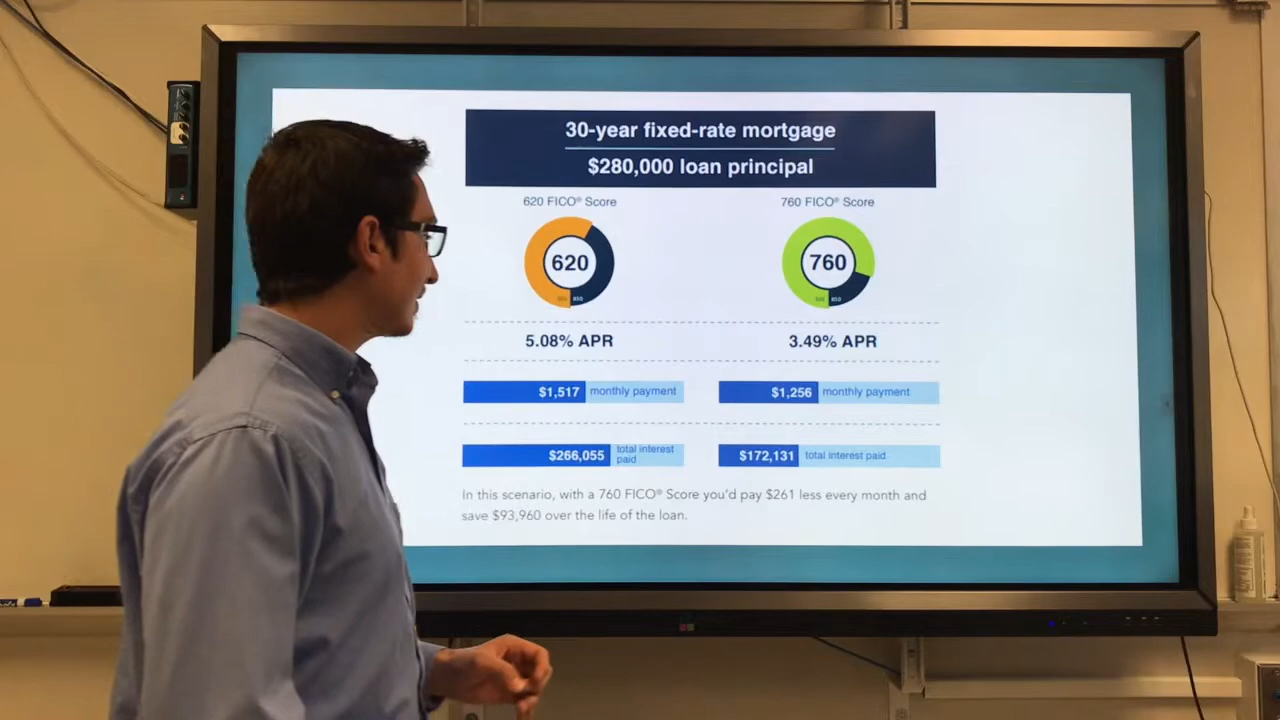 30-year fixed-rate mortgage
$280,000 loan principal
620 FICO® Score
760 FICO® Score
620
760
5.08% APR
3.49% APR
$1,517 monthly payment
$1,256 monthly payment
$266,055 total interest
paid
$172,131 total interest paid
In this scenario, with a 760 FICO® Score you'd pay $261 less every month and
save $93,960 over the life of the loan.